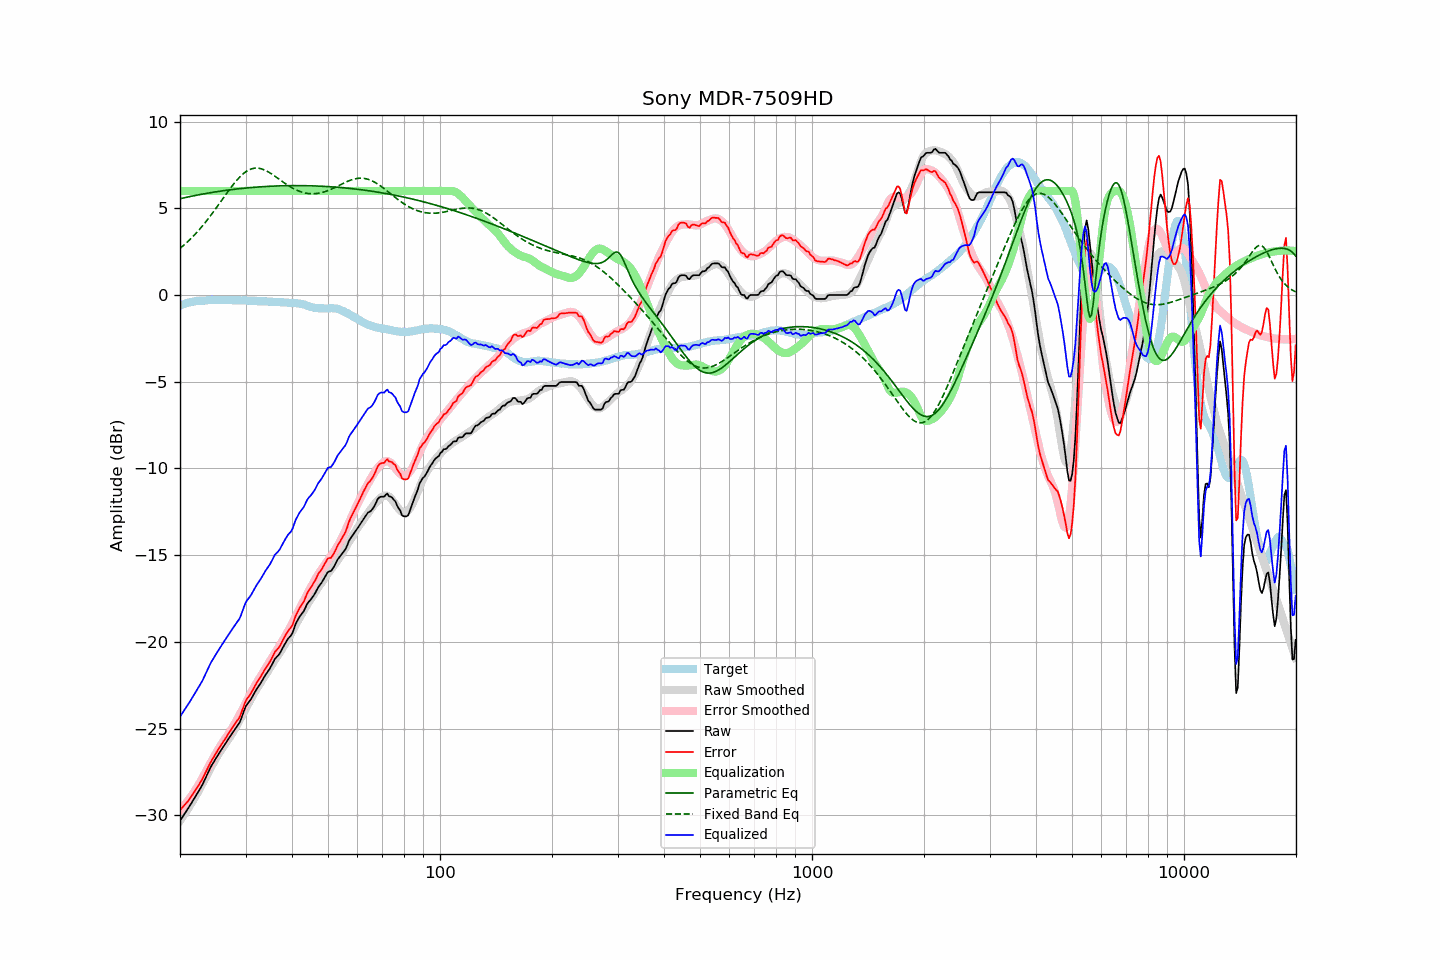 Sony MDR-7509HD
10
5
0
−5
−10
−15
−20
−25
−30
Amplitude (dBr)
Target
Raw Smoothed
Error Smoothed
Raw
Error
Equalization
Parametric Eq
Fixed Band Eq
Equalized
100
1000
10000
Frequency (Hz)